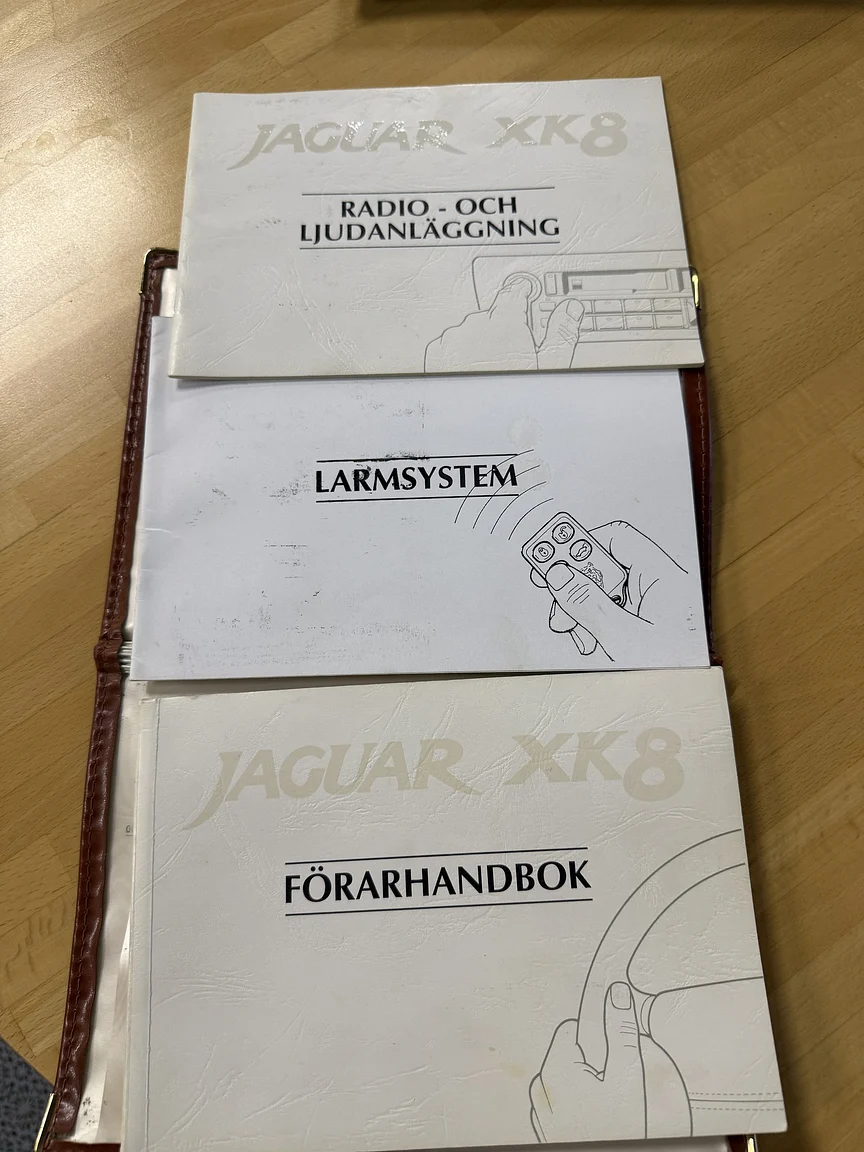 JAGUAR XK8
RADIO - OCH
LJUDANLÄGGNING
LARMSYSTEM
JAGUAR XK8
FÖRARHANDBOK